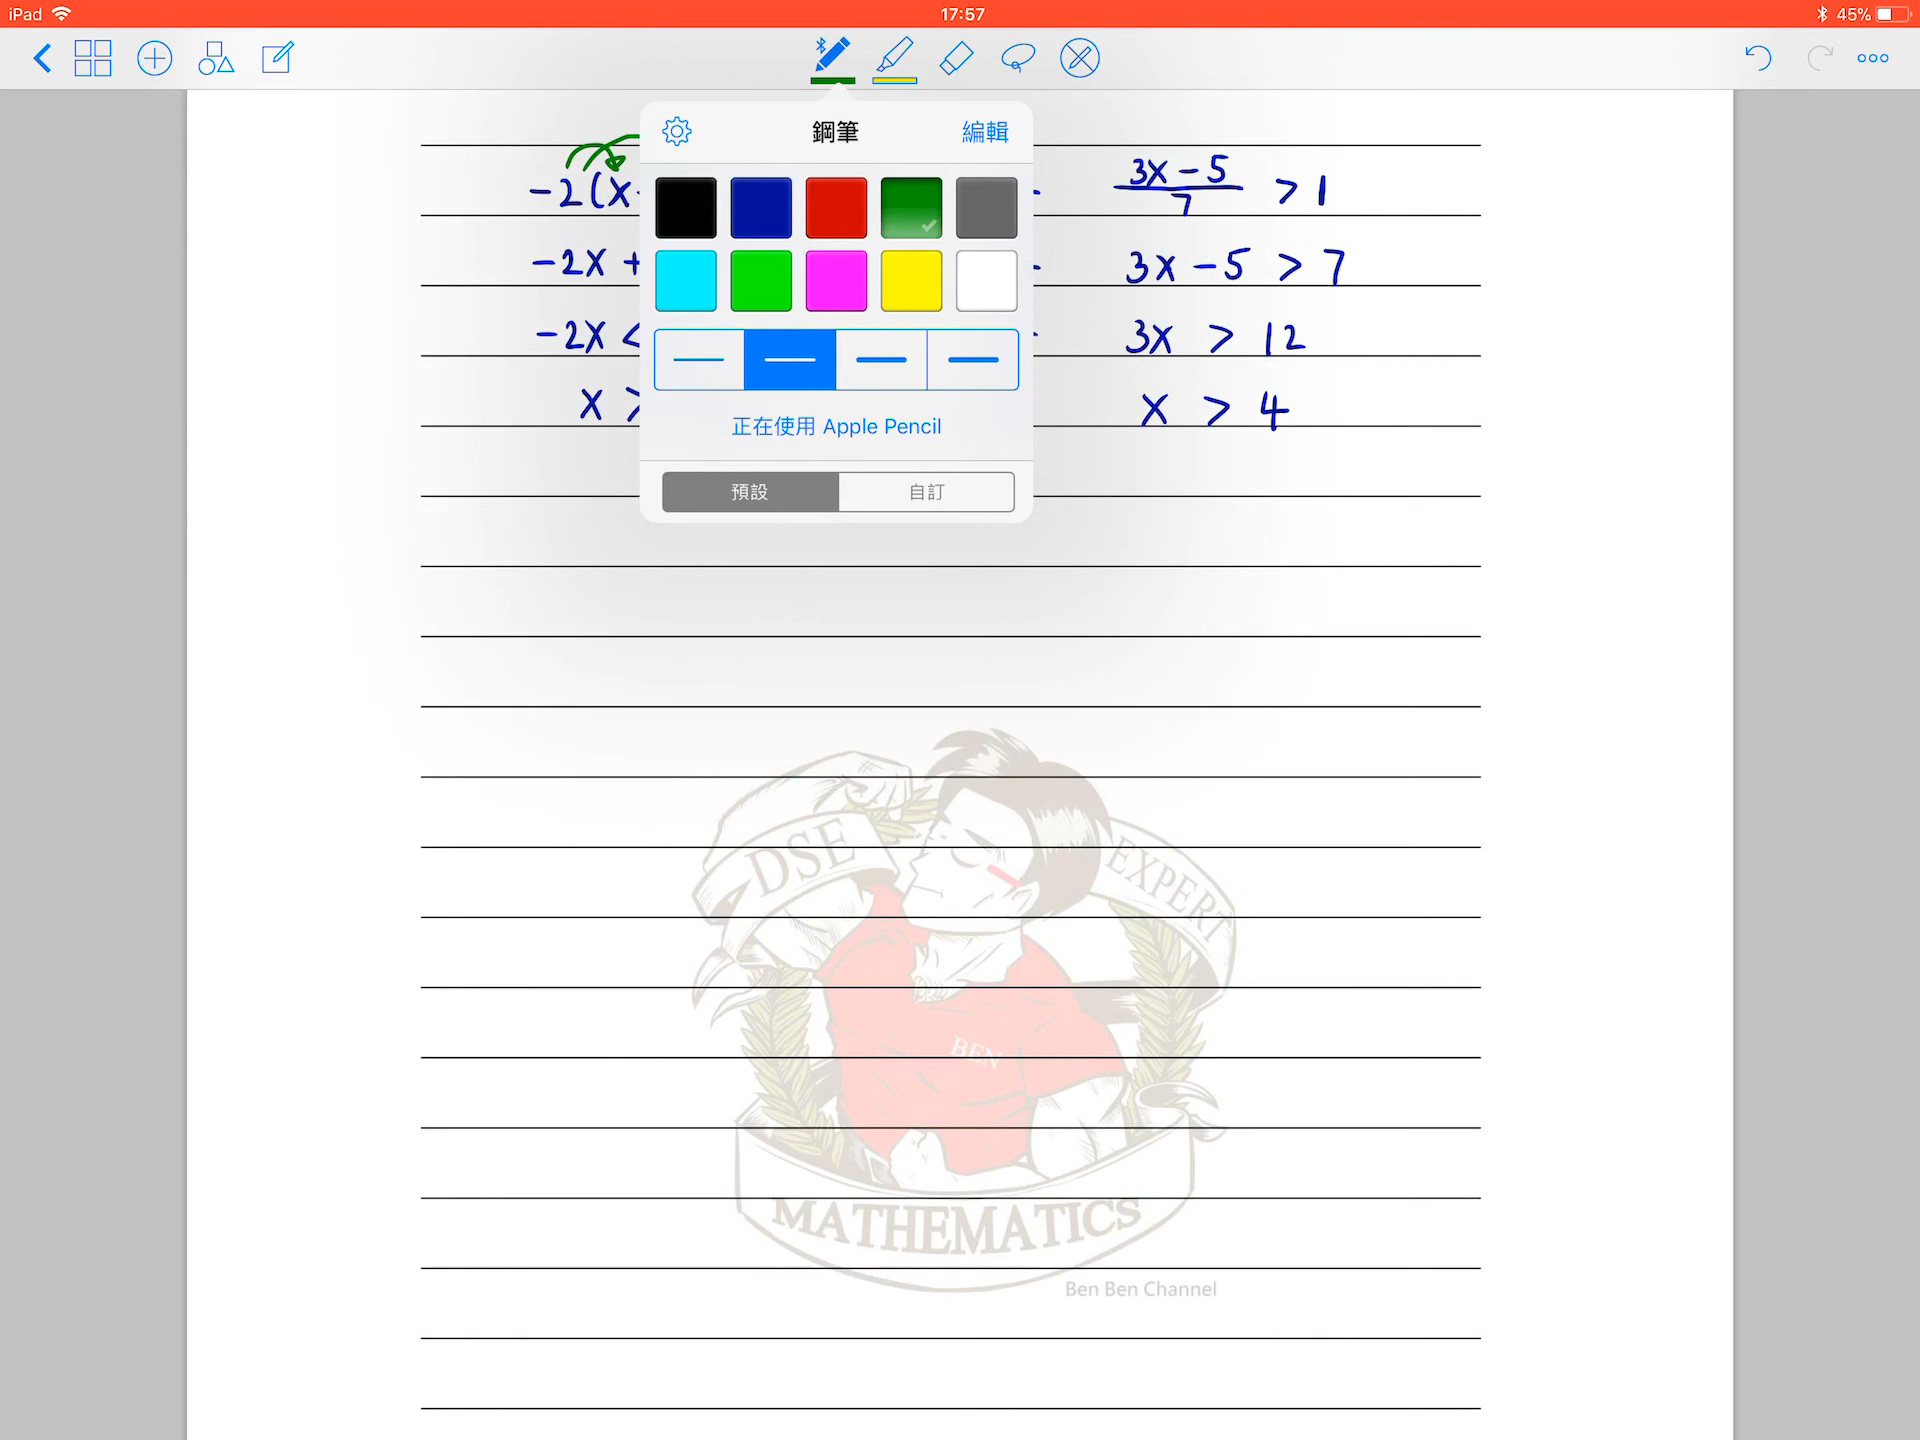 iPad 17:57 45%
鋼筆 編輯
-2(x
-2x +
-2x <
x >
正在使用 Apple Pencil
預設 自訂
3x-5/7 > 1
3x-5 > 7
3x > 12
x > 4
DSE EXPERT
BEN
MATHEMATICS
Ben Ben Channel